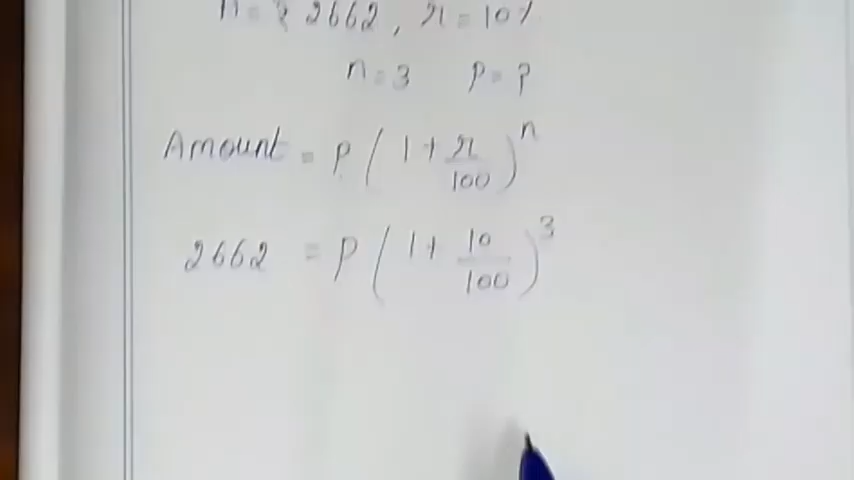 A = ₹ 2662, r = 10%
n = 3 P = ?
Amount = P ( 1 + r/100 )^n
2662 = P ( 1 + 10/100 )^3